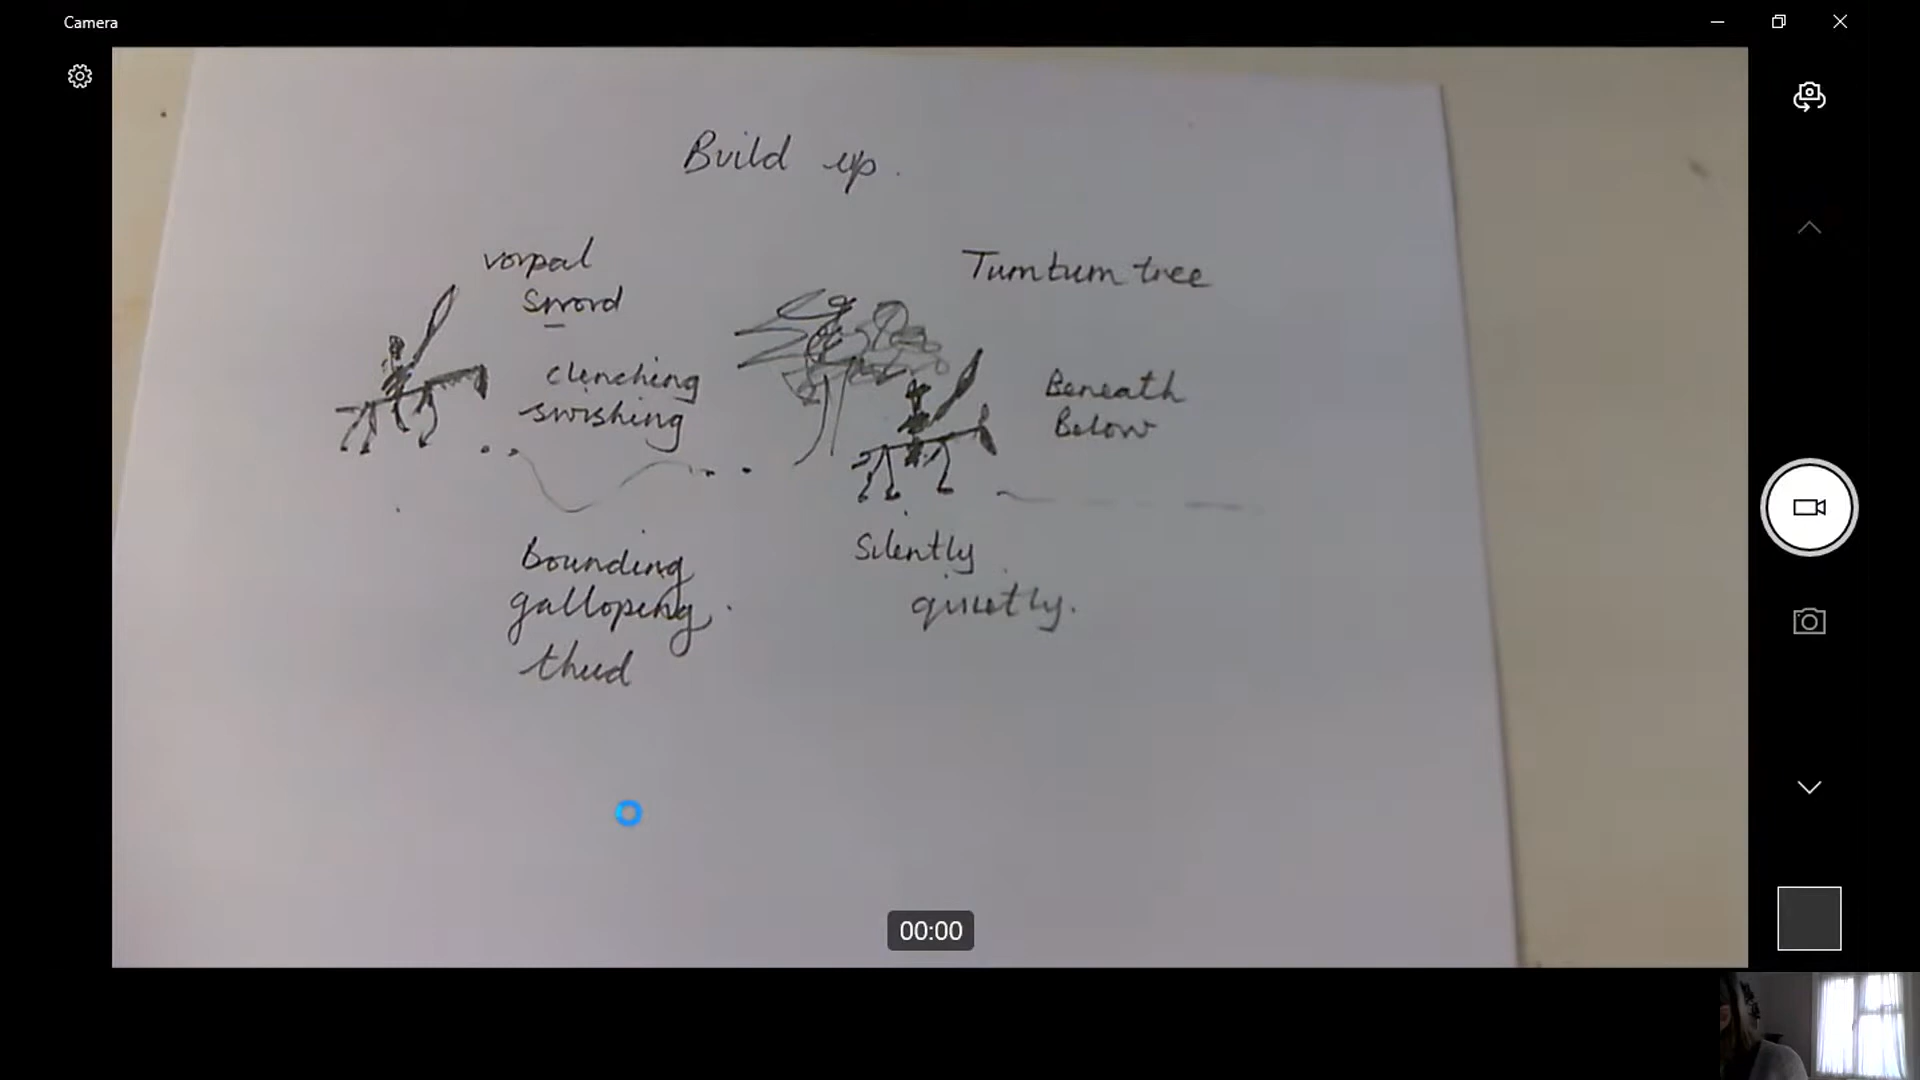 Camera
Build up.
vorpal
Sword
Tumtum tree
clenching
swishing
Beneath
Below
Bounding
galloping
thud
Silently
quietly.
00:00